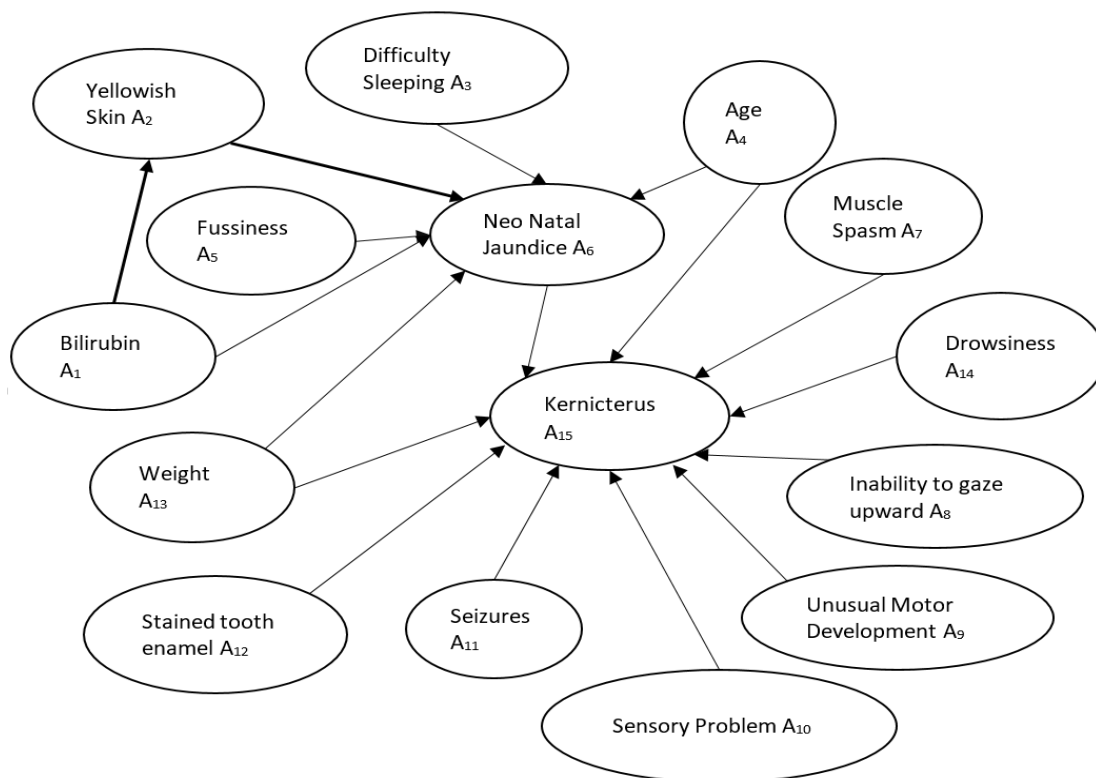 Difficulty
Sleeping A₃
Yellowish
Skin A₂
Age
A₄
Muscle
Spasm A₇
Fussiness
A₅
Neo Natal
Jaundice A₆
Bilirubin
A₁
Drowsiness
A₁₄
Kernicterus
A₁₅
Weight
A₁₃
Inability to gaze
upward A₈
Stained tooth
enamel A₁₂
Seizures
A₁₁
Unusual Motor
Development A₉
Sensory Problem A₁₀